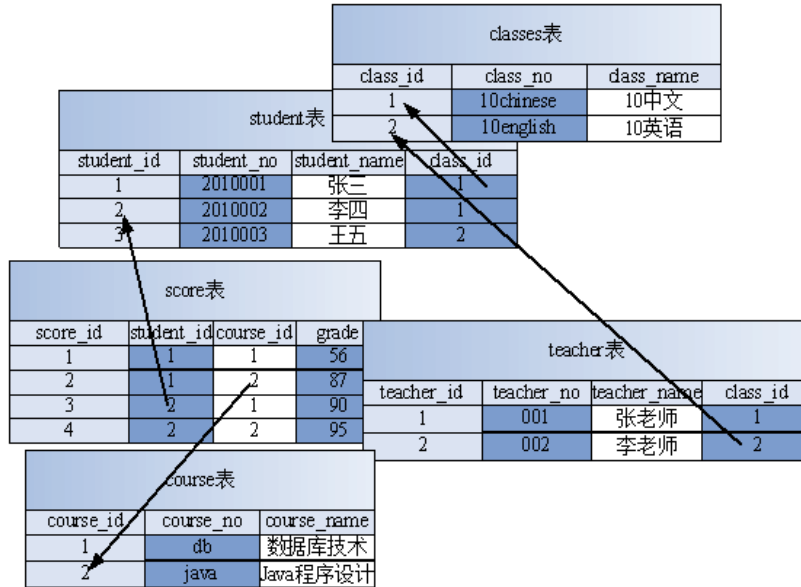 classes表
class_id class_no class_name
1 10chinese 10中文
2 10english 10英语
student表
student_id student_no student_name class_id
1 2010001 张三 1
2 2010002 李四 1
3 2010003 王五 2
score表
score_id student_id course_id grade
1 1 1 56
2 1 2 87
3 2 1 90
4 2 2 95
teacher表
teacher_id teacher_no teacher_name class_id
1 001 张老师 1
2 002 李老师 2
course表
course_id course_no course_name
1 db 数据库技术
2 java Java程序设计